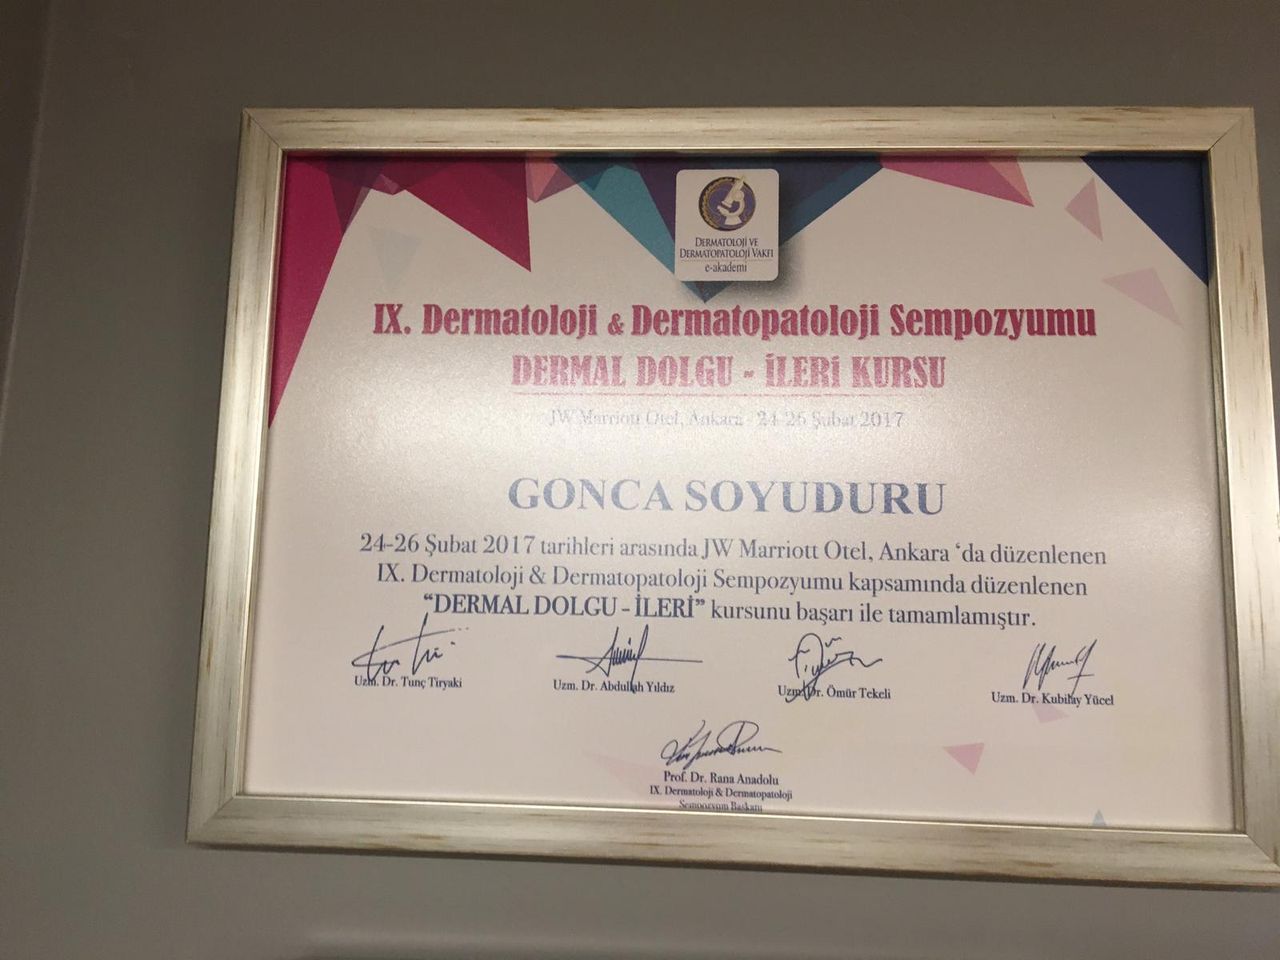 DERMATOLOJİ VE
DERMATOPATOLOJİ VAKFI
e-akademi
IX. Dermatoloji & Dermatopatoloji Sempozyumu
DERMAL DOLGU - İLERİ KURSU
JW Marriott Otel, Ankara - 24-26 Şubat 2017
GONCA SOYUDURU
24-26 Şubat 2017 tarihleri arasında JW Marriott Otel, Ankara ‘da düzenlenen
IX. Dermatoloji & Dermatopatoloji Sempozyumu kapsamında düzenlenen
“DERMAL DOLGU - İLERİ” kursunu başarı ile tamamlamıştır.
Uzm. Dr. Tunç Tiryaki
Uzm. Dr. Abdullah Yıldız
Uzm. Dr. Ömür Tekeli
Uzm. Dr. Kubilay Yücel
Prof. Dr. Rana Anadolu
IX. Dermatoloji & Dermatopatoloji
Sempozyum Başkanı